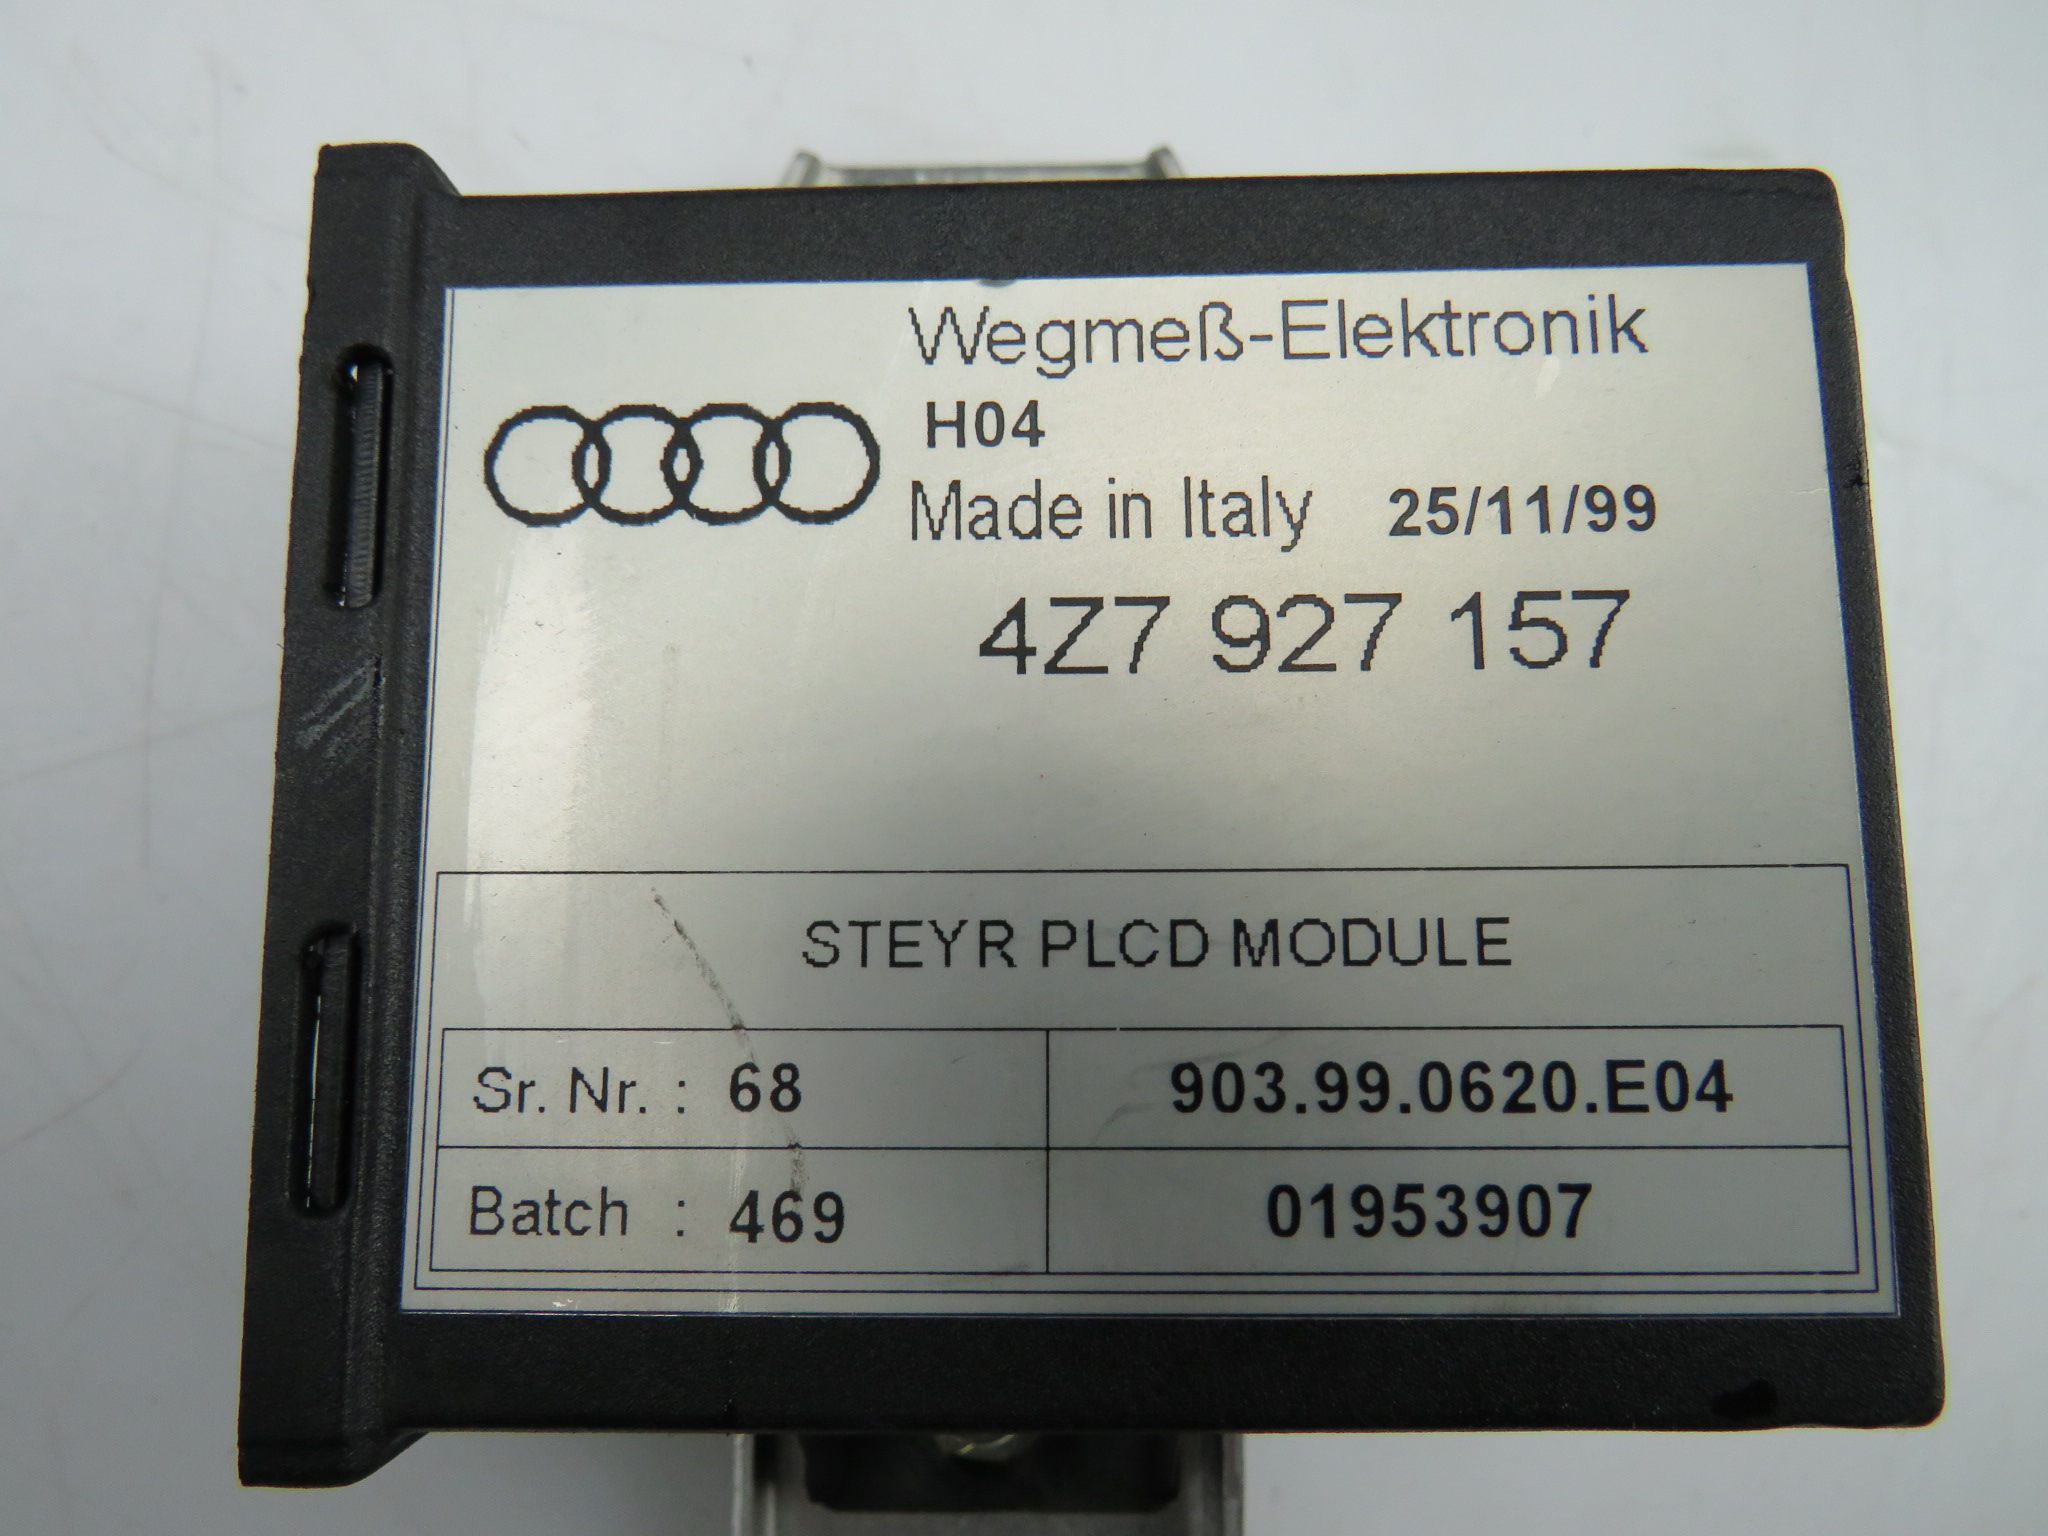 Wegmeß-Elektronik
H04
Made in Italy 25/11/99
4Z7 927 157
STEYR PLCD MODULE
Sr. Nr. : 68 903.99.0620.E04
Batch : 469 01953907